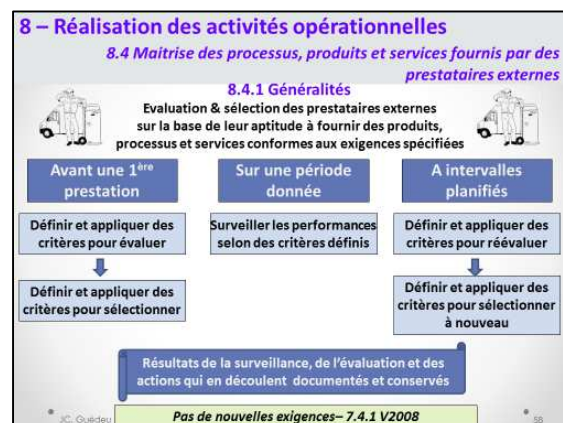 8 – Réalisation des activités opérationnelles
8.4 Maitrise des processus, produits et services fournis par des
prestataires externes
8.4.1 Généralités
Evaluation & sélection des prestataires externes
sur la base de leur aptitude à fournir des produits,
processus et services conformes aux exigences spécifiées
Avant une 1ère
prestation
Sur une période
donnée
A intervalles
planifiés
Définir et appliquer des
critères pour évaluer
Surveiller les performances
selon des critères définis
Définir et appliquer des
critères pour réévaluer
Définir et appliquer des
critères pour sélectionner
Définir et appliquer des
critères pour sélectionner
à nouveau
Résultats de la surveillance, de l'évaluation et des
actions qui en découlent documentés et conservés
Pas de nouvelles exigences– 7.4.1 V2008
JC. Guédeu
58